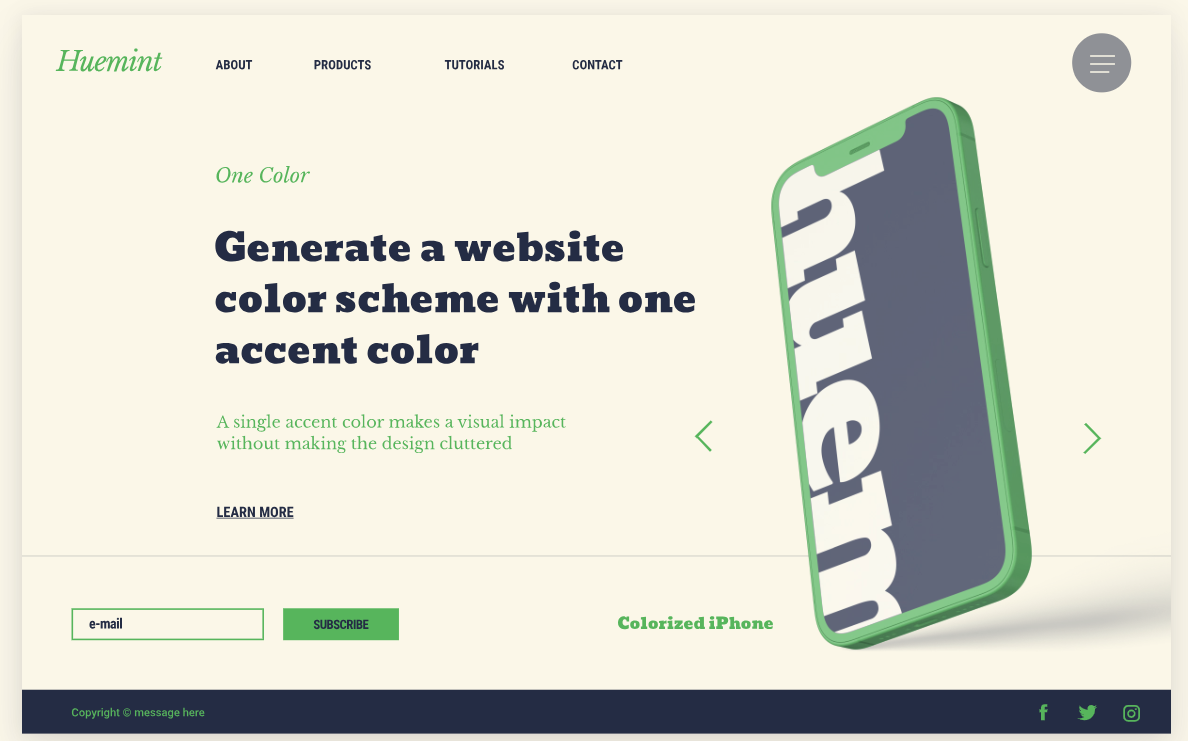 Huemint
ABOUT PRODUCTS TUTORIALS CONTACT
One Color
Generate a website
color scheme with one
accent color
A single accent color makes a visual impact
without making the design cluttered
LEARN MORE
huem
e-mail
SUBSCRIBE
Colorized iPhone
Copyright © message here